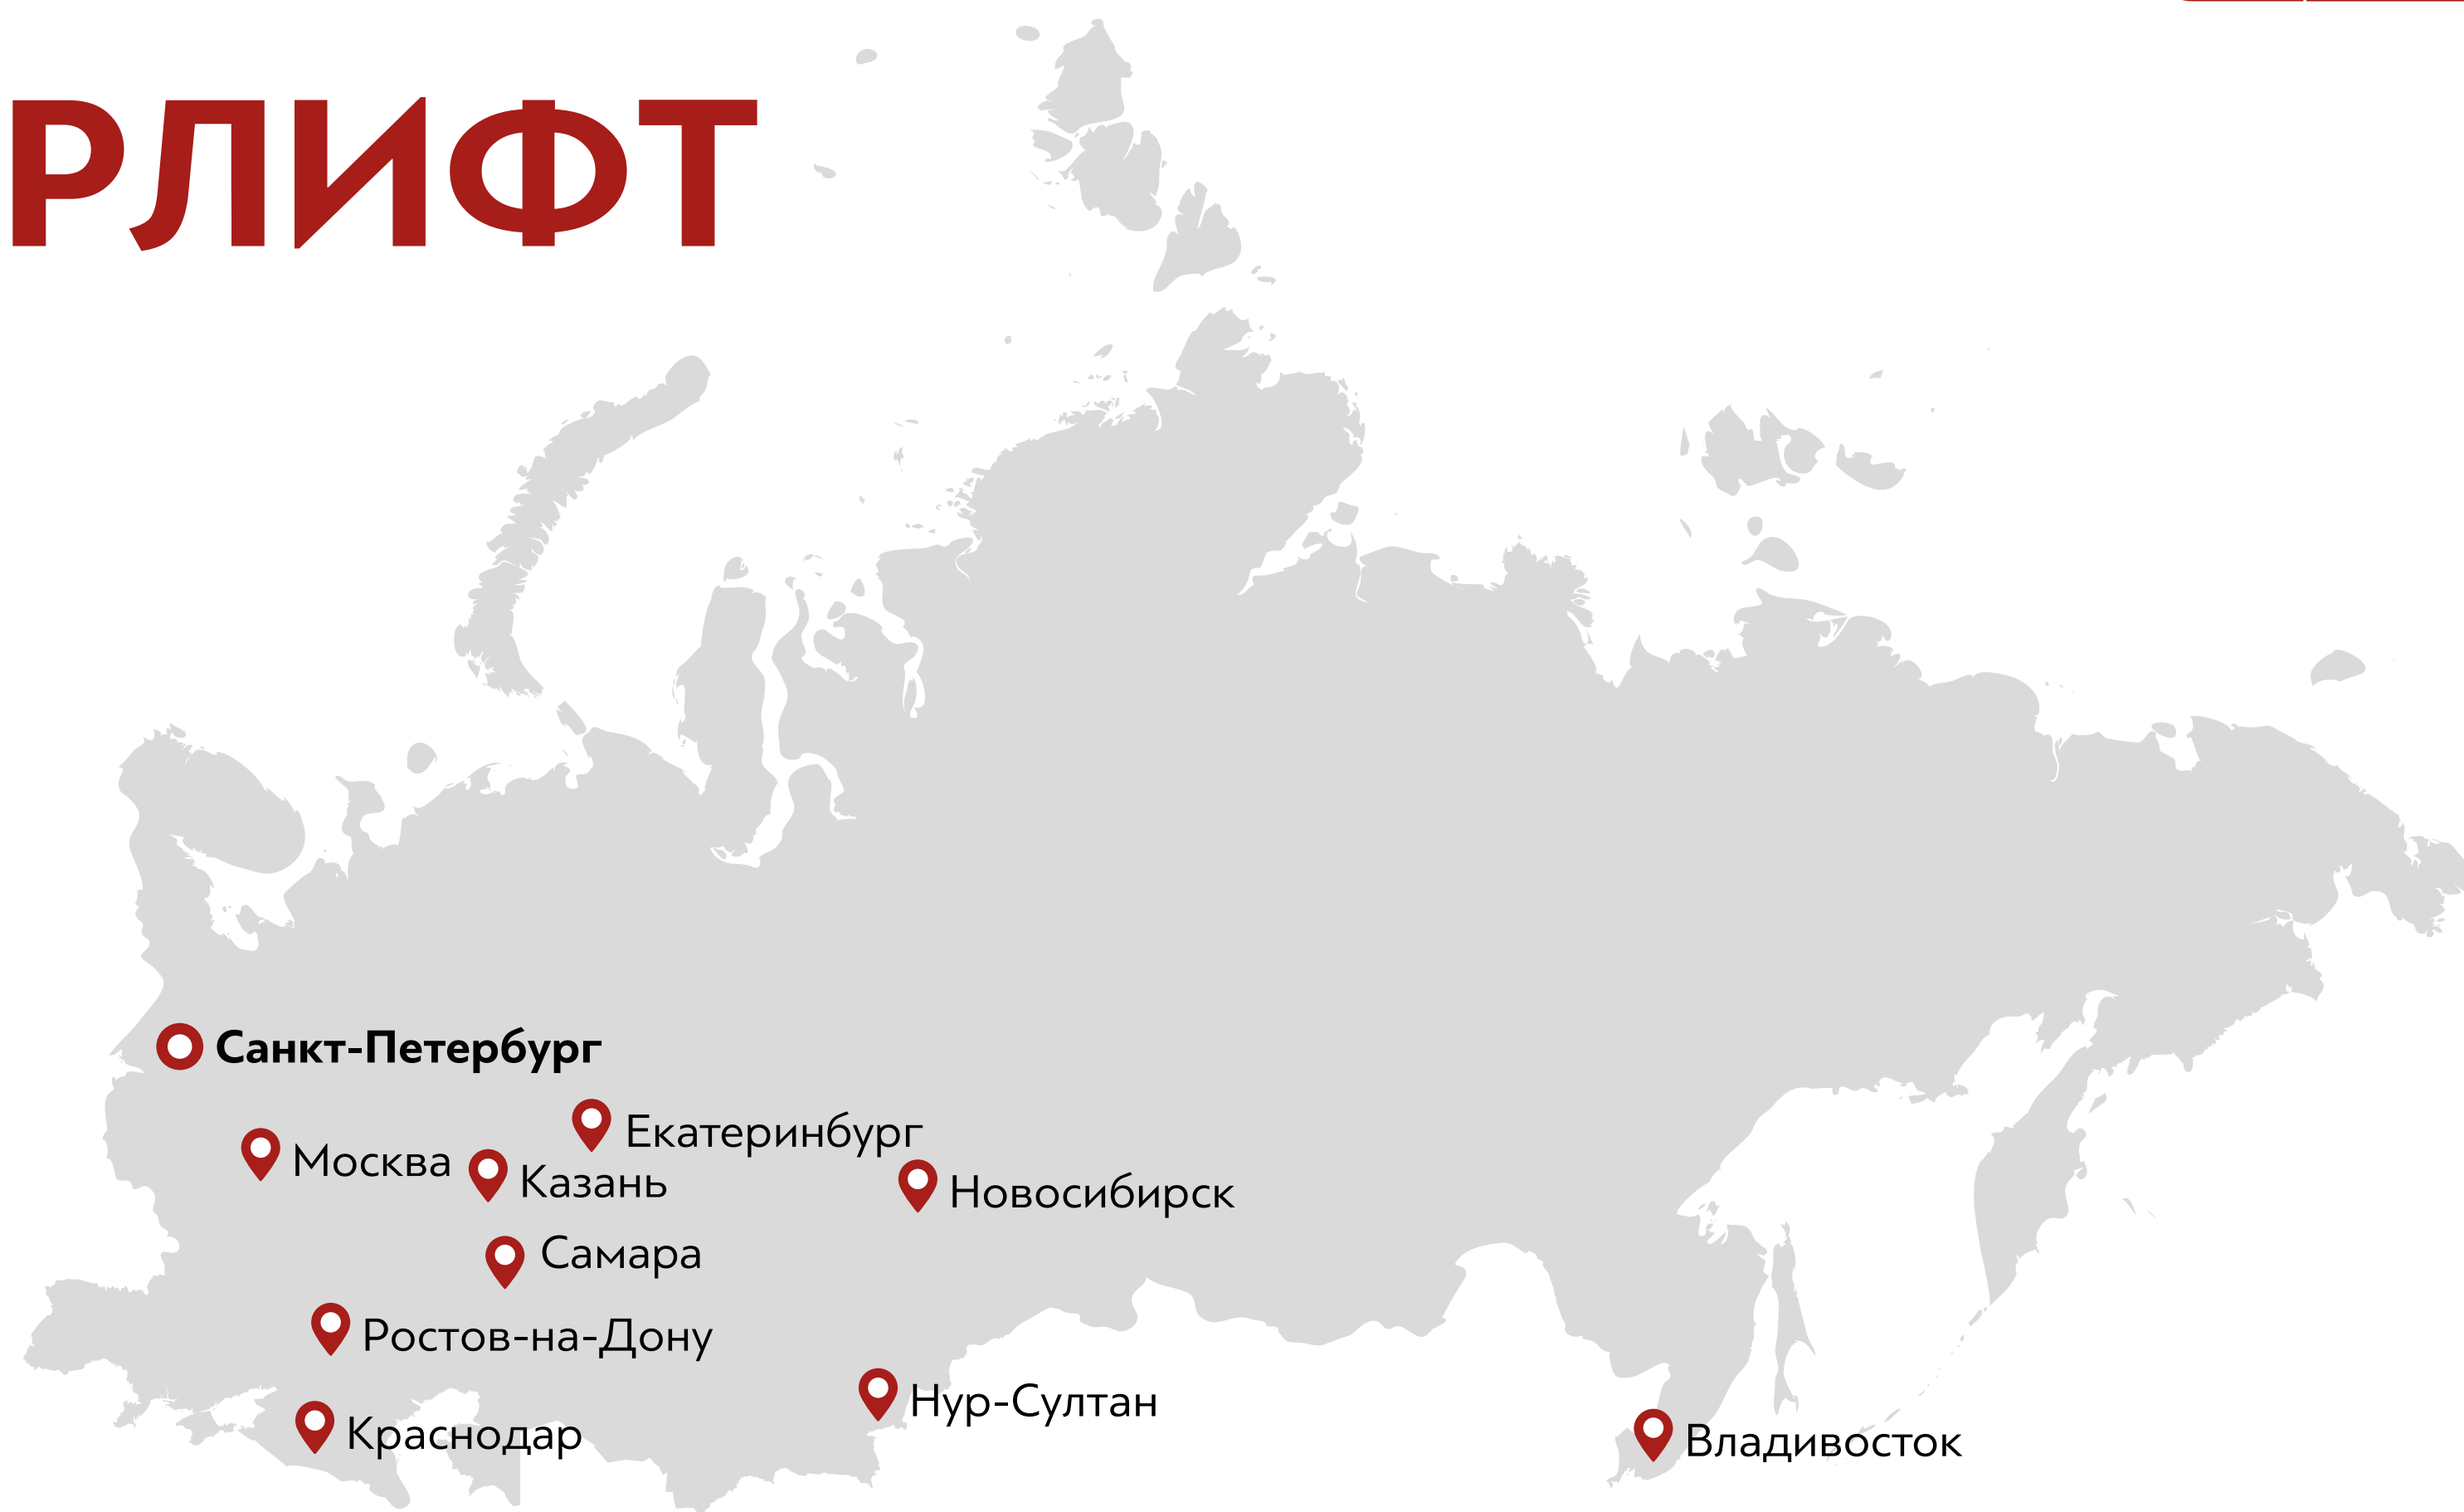 РЛИФТ
Санкт-Петербург
Екатеринбург
Москва
Казань
Новосибирск
Самара
Ростов-на-Дону
Нур-Султан
Краснодар
Владивосток